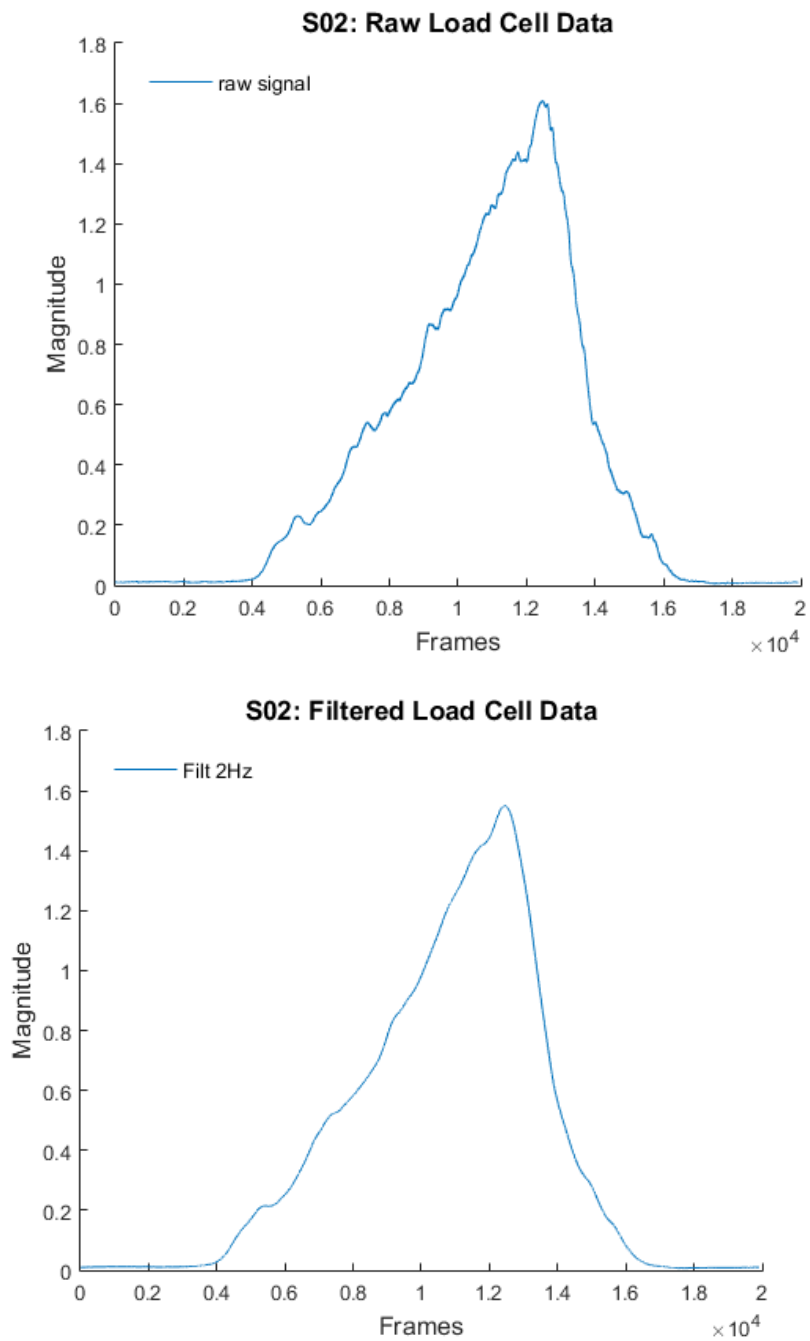 S02: Raw Load Cell Data
1.8
raw signal
1.6
1.4
1.2
1
0.8
0.6
0.4
0.2
0
Magnitude
0 0.2 0.4 0.6 0.8 1 1.2 1.4 1.6 1.8 2
Frames
×10⁴
S02: Filtered Load Cell Data
1.8
Filt 2Hz
1.6
1.4
1.2
1
0.8
0.6
0.4
0.2
0
Magnitude
0 0.2 0.4 0.6 0.8 1 1.2 1.4 1.6 1.8 2
Frames
×10⁴